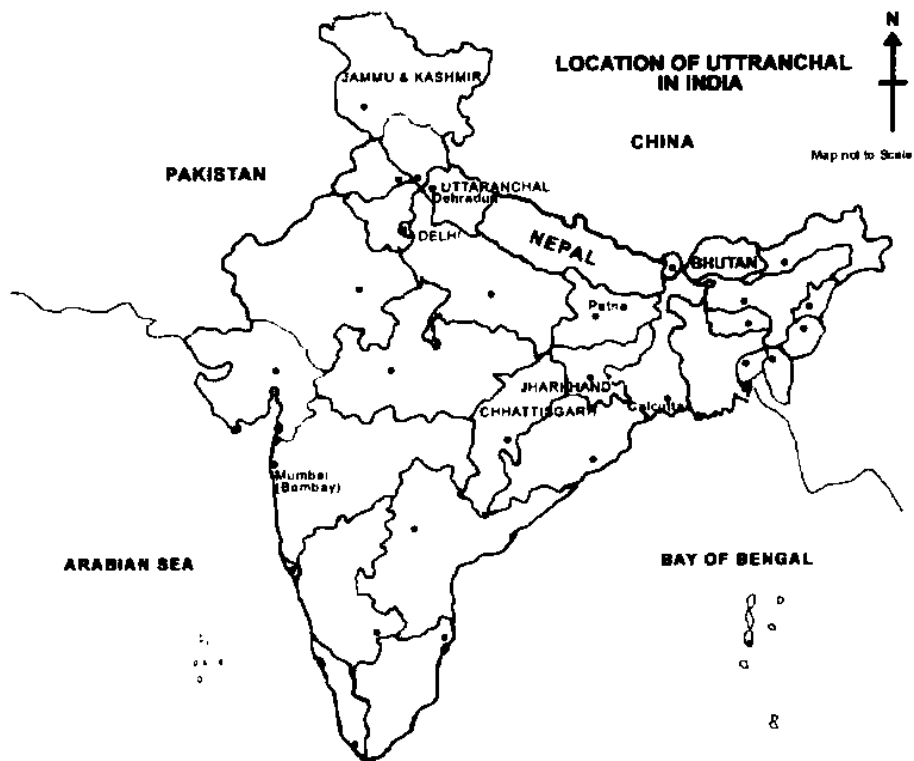 N
LOCATION OF UTTRANCHAL
IN INDIA
JAMMU & KASHMIR
CHINA
Map not to Scale
PAKISTAN
UTTARANCHAL
Dehradun
DELHI
NEPAL
BHUTAN
Patna
JHARKHAND
CHHATTISGARH
Calcutta
Mumbai
(Bombay)
ARABIAN SEA
BAY OF BENGAL